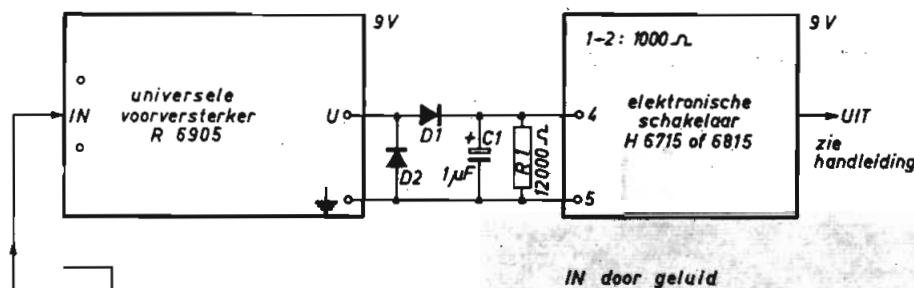 9V
IN
universele
voorversterker
R 6905
U
D1
D2
+
C1
1µF
R1
12000 Ω
1-2: 1000 Ω
9V
4
elektronische
schakelaar
H 6715 of 6815
5
UIT
zie
handleiding
IN door geluid